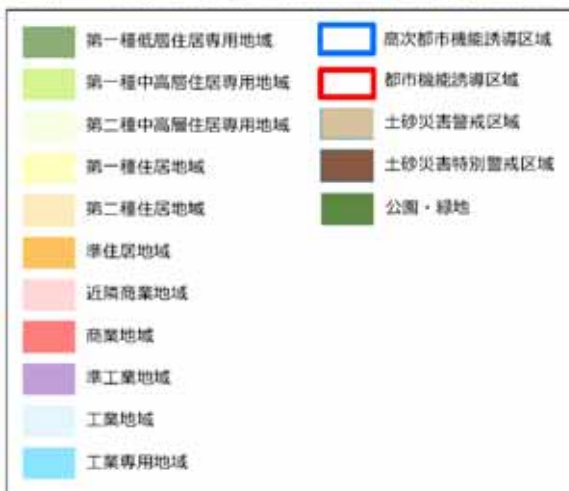 第一種低層住居専用地域
第一種中高層住居専用地域
第二種中高層住居専用地域
第一種住居地域
第二種住居地域
準住居地域
近隣商業地域
商業地域
準工業地域
工業地域
工業専用地域
高次都市機能誘導区域
都市機能誘導区域
土砂災害警戒区域
土砂災害特別警戒区域
公園・緑地